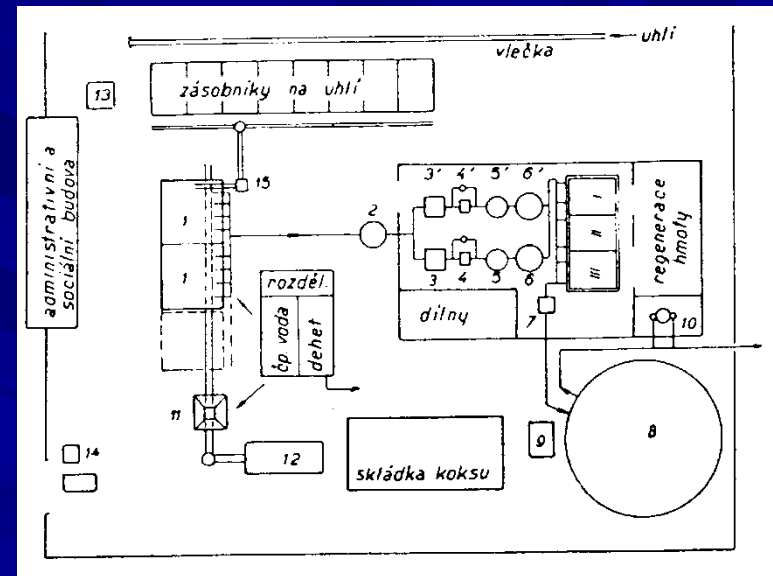 uhlí
vlečka
13
zásobníky na uhlí
administrativní a
sociální budova
15
3' 4' 5' 6'
1
2
I
II
III
regenerace
hmoty
1
3 4 5 6
rozděl.
čp. voda
dehet
dílny
7
10
11
12
14
skládka koksu
9
8